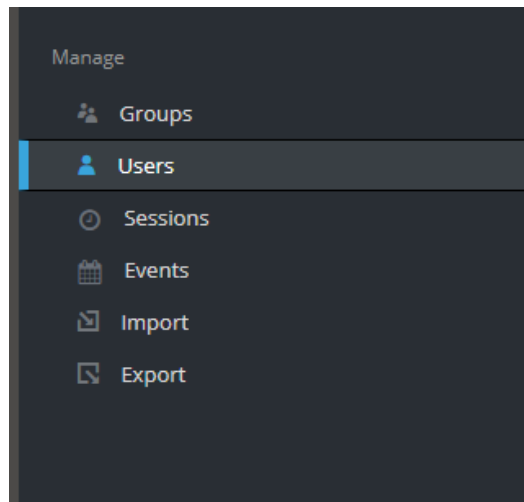 Manage
Groups
Users
Sessions
Events
Import
Export